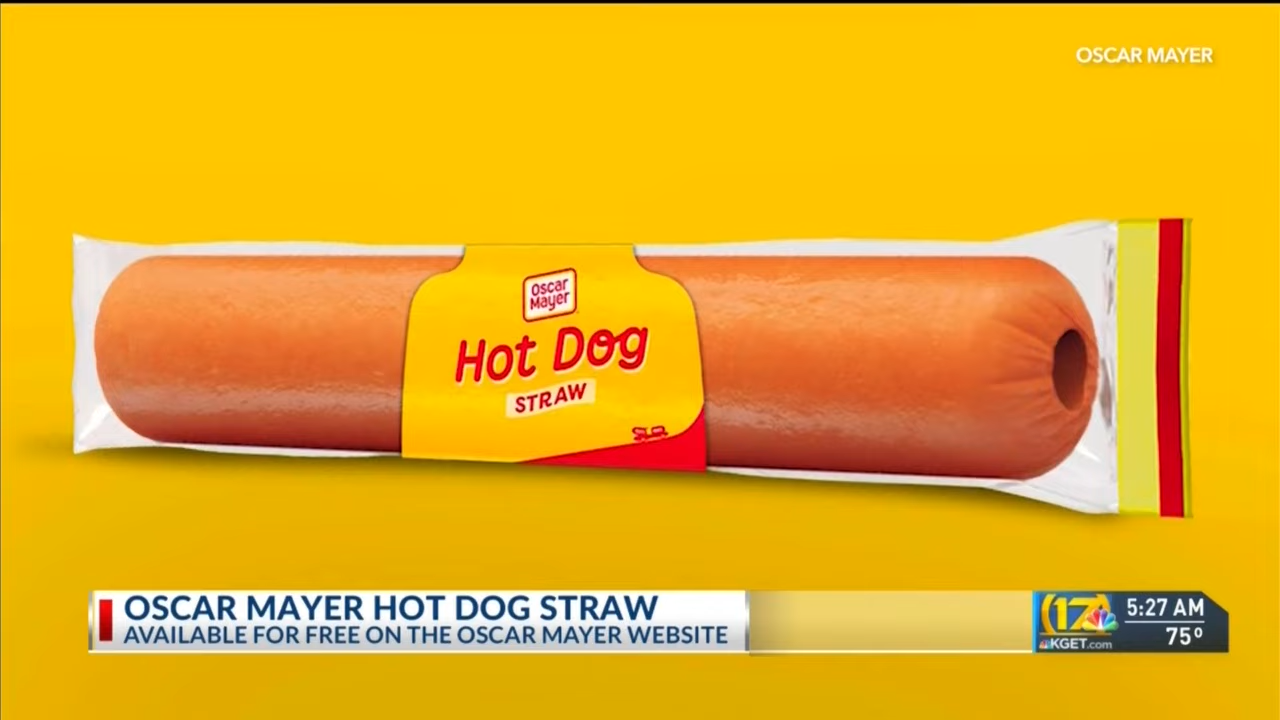 OSCAR MAYER
Oscar
Mayer
Hot Dog
STRAW
OSCAR MAYER HOT DOG STRAW
AVAILABLE FOR FREE ON THE OSCAR MAYER WEBSITE
17
KGET.com
5:27 AM
75°